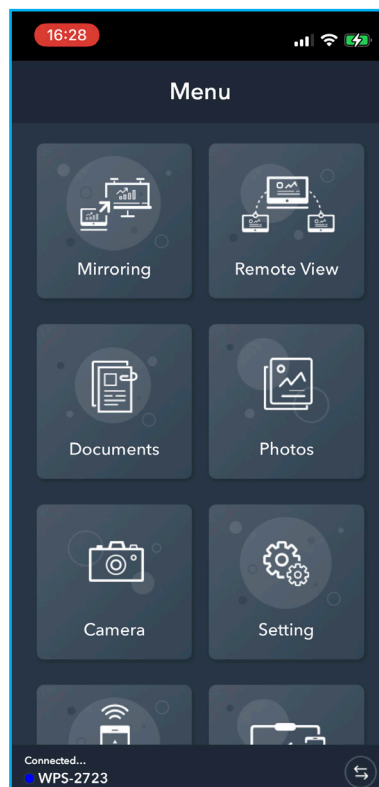 16:28
Menu
Mirroring
Remote View
Documents
Photos
Camera
Setting
Connected...
WPS-2723